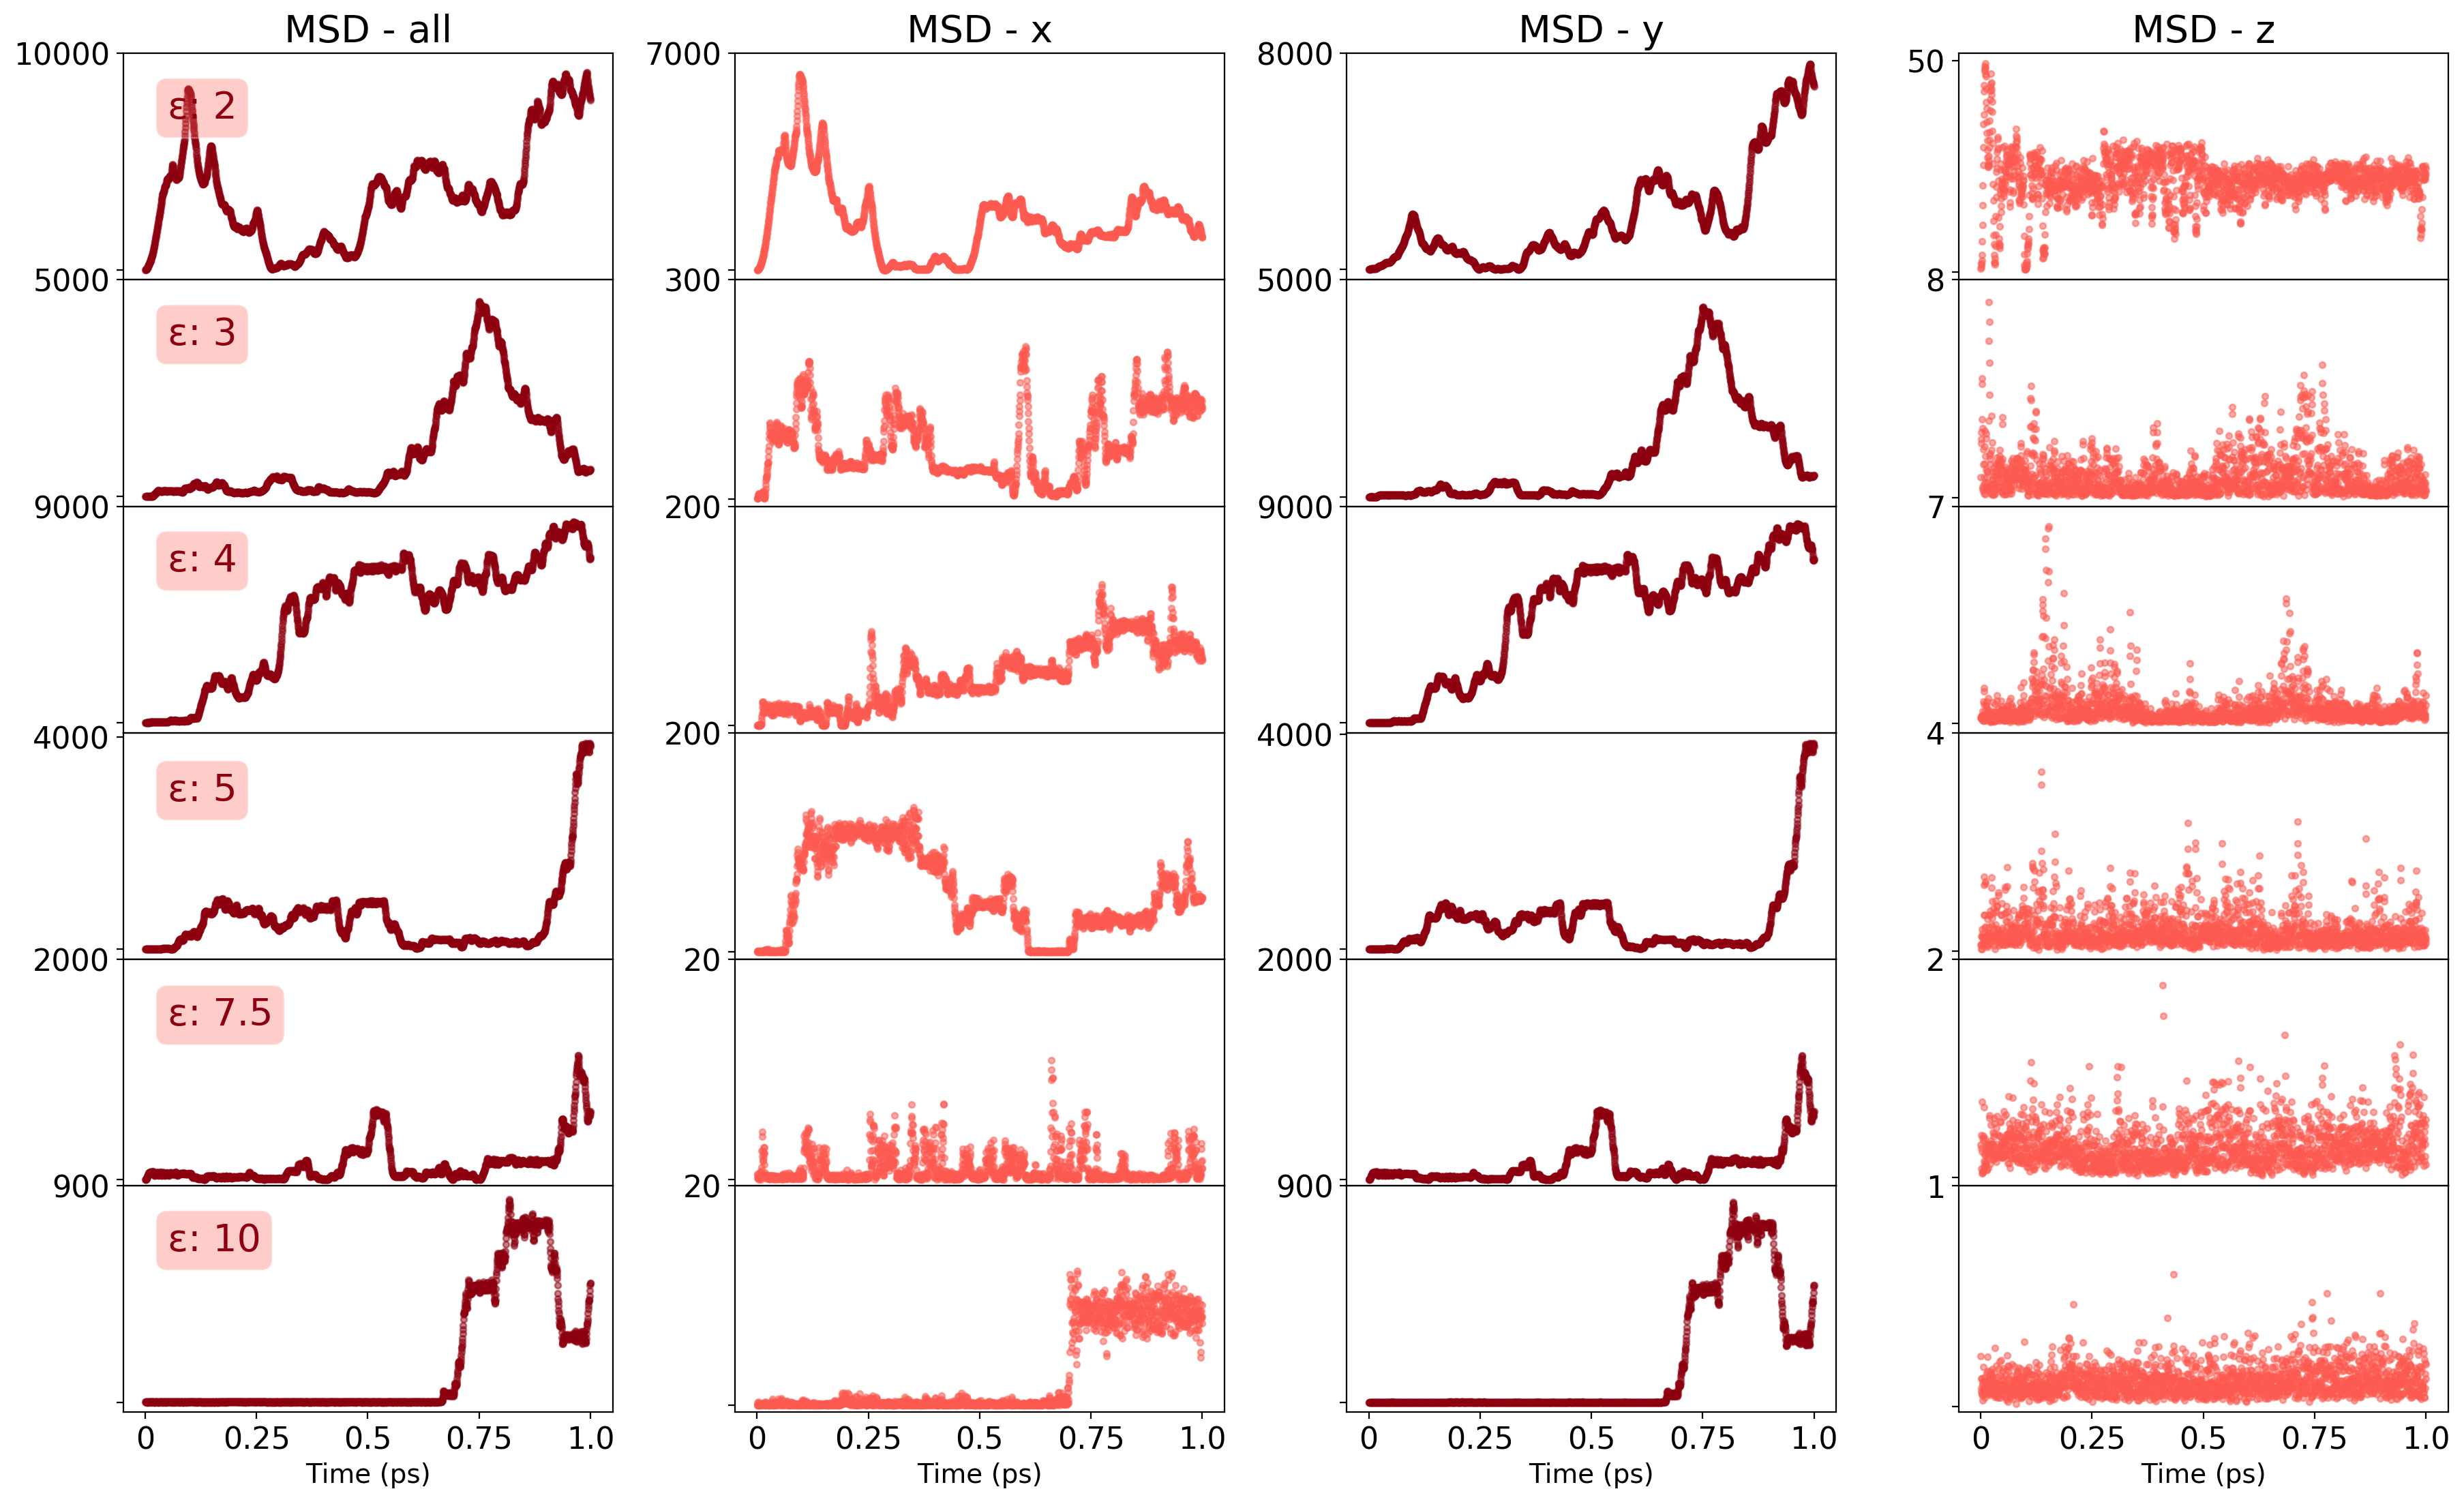 MSD - all
MSD - x
MSD - y
MSD - z
10000
7000
8000
50
ε: 2
5000
300
5000
8
ε: 3
9000
200
9000
7
ε: 4
4000
200
4000
4
ε: 5
2000
20
2000
2
ε: 7.5
900
20
900
1
ε: 10
0 0.25 0.5 0.75 1.0
0 0.25 0.5 0.75 1.0
0 0.25 0.5 0.75 1.0
0 0.25 0.5 0.75 1.0
Time (ps)
Time (ps)
Time (ps)
Time (ps)